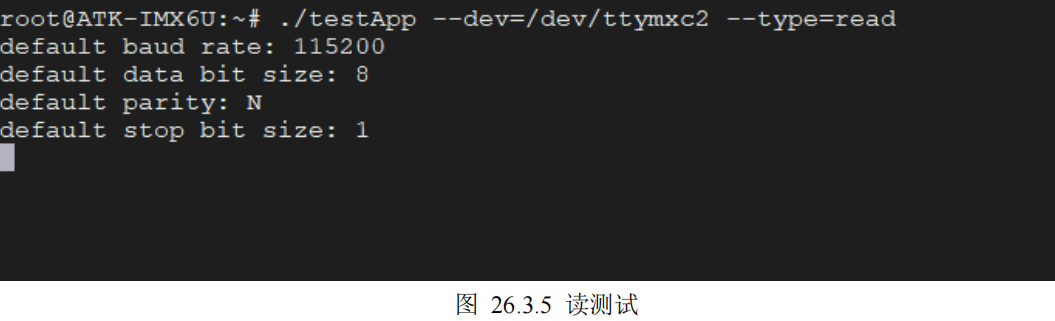 root@ATK-IMX6U:~# ./testApp --dev=/dev/ttymxc2 --type=read
default baud rate: 115200
default data bit size: 8
default parity: N
default stop bit size: 1
图 26.3.5 读测试